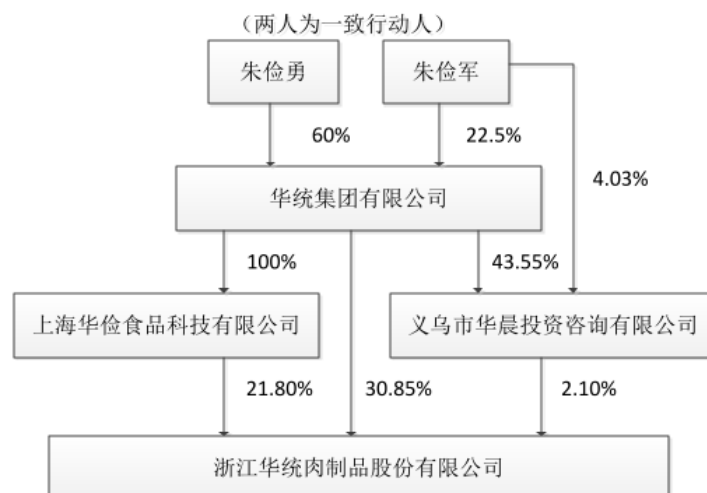 （两人为一致行动人）
朱俭勇
朱俭军
60%
22.5%
4.03%
华统集团有限公司
100%
43.55%
上海华俭食品科技有限公司
义乌市华晨投资咨询有限公司
21.80%
30.85%
2.10%
浙江华统肉制品股份有限公司